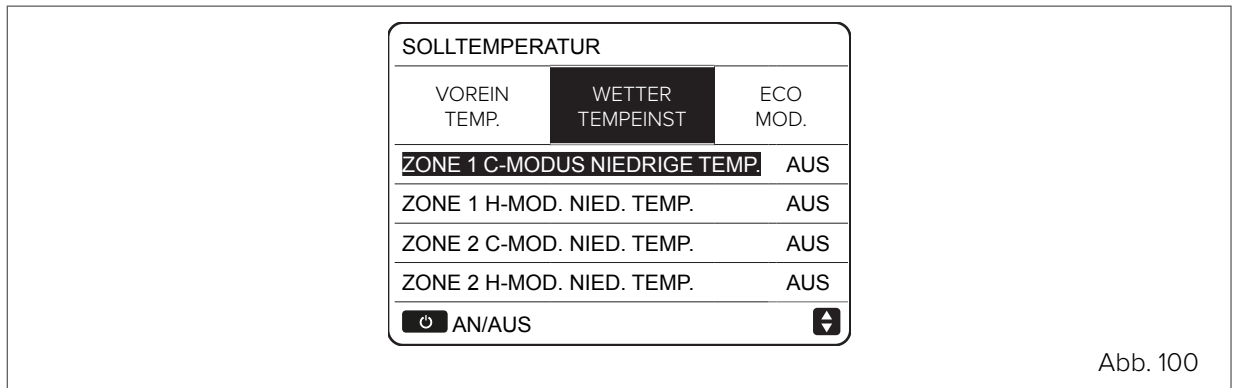 SOLLTEMPERATUR
VOREIN TEMP.
WETTER TEMPEINST
ECO MOD.
ZONE 1 C-MODUS NIEDRIGE TEMP. AUS
ZONE 1 H-MOD. NIED. TEMP. AUS
ZONE 2 C-MOD. NIED. TEMP. AUS
ZONE 2 H-MOD. NIED. TEMP. AUS
AN/AUS
Abb. 100